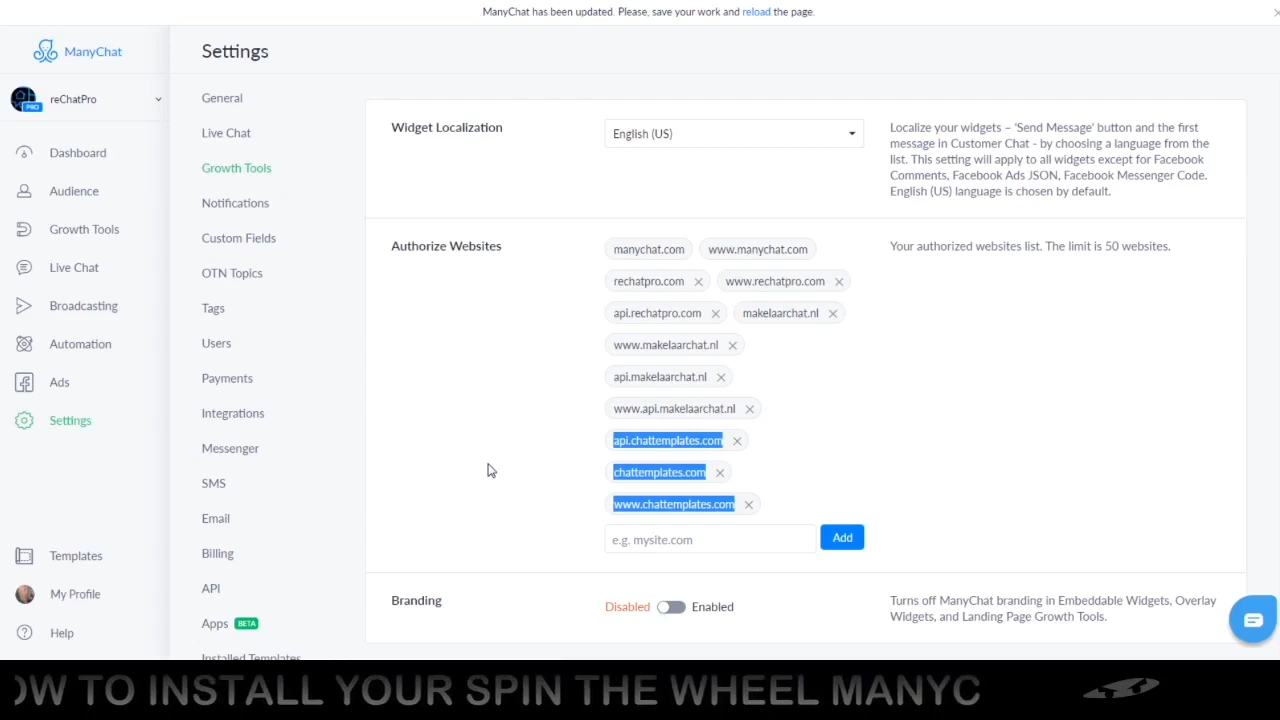 ManyChat has been updated. Please, save your work and reload the page.
ManyChat
Settings
PRO
reChatPro
Dashboard
Audience
Growth Tools
Live Chat
Broadcasting
Automation
Ads
Settings
Templates
My Profile
Help
General
Live Chat
Growth Tools
Notifications
Custom Fields
OTN Topics
Tags
Users
Payments
Integrations
Messenger
SMS
Email
Billing
API
Apps BETA
Installed Templates
Widget Localization
English (US)
Localize your widgets – 'Send Message' button and the first
message in Customer Chat - by choosing a language from the
list. This setting will apply to all widgets except for Facebook
Comments, Facebook Ads JSON, Facebook Messenger Code.
English (US) language is chosen by default.
Authorize Websites
manychat.com www.manychat.com
rechatpro.com www.rechatpro.com
api.rechatpro.com makelaarchat.nl
www.makelaarchat.nl
api.makelaarchat.nl
www.api.makelaarchat.nl
api.chattemplates.com
chattemplates.com
www.chattemplates.com
e.g. mysite.com Add
Your authorized websites list. The limit is 50 websites.
Branding
Disabled Enabled
Turns off ManyChat branding in Embeddable Widgets, Overlay
Widgets, and Landing Page Growth Tools.
OW TO INSTALL YOUR SPIN THE WHEEL MANYC